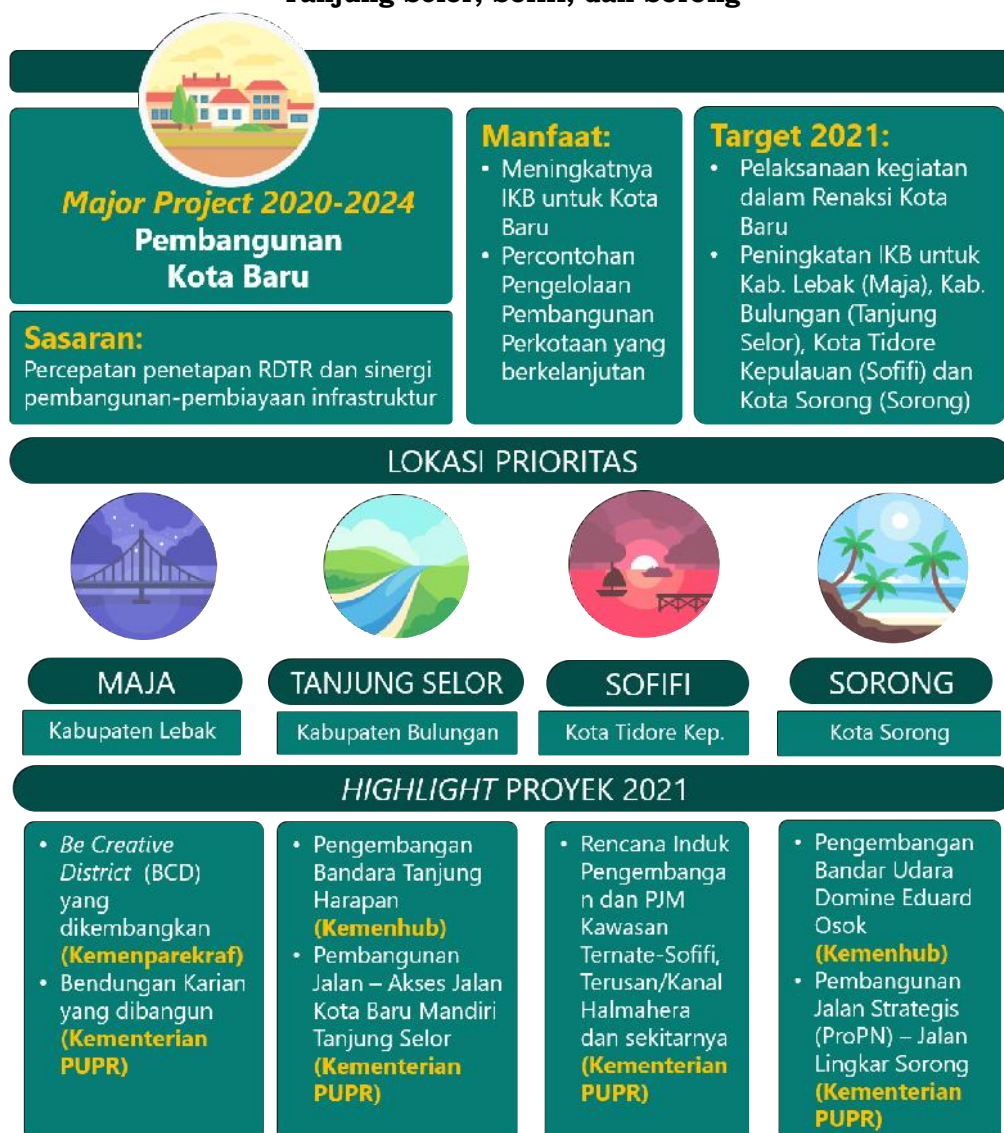 Tanjung Selor, Sofifi, dan Sorong
Major Project 2020-2024
Pembangunan
Kota Baru
Sasaran:
Percepatan penetapan RDTR dan sinergi
pembangunan-pembiayaan infrastruktur
Manfaat:
• Meningkatnya
IKB untuk Kota
Baru
• Percontohan
Pengelolaan
Pembangunan
Perkotaan yang
berkelanjutan
Target 2021:
• Pelaksanaan kegiatan
dalam Renaksi Kota
Baru
• Peningkatan IKB untuk
Kab. Lebak (Maja), Kab.
Bulungan (Tanjung
Selor), Kota Tidore
Kepulauan (Sofifi) dan
Kota Sorong (Sorong)
LOKASI PRIORITAS
MAJA
Kabupaten Lebak
TANJUNG SELOR
Kabupaten Bulungan
SOFIFI
Kota Tidore Kep.
SORONG
Kota Sorong
HIGHLIGHT PROYEK 2021
• Be Creative
District (BCD)
yang
dikembangkan
(Kemenparekraf)
• Bendungan Karian
yang dibangun
(Kementerian
PUPR)
• Pengembangan
Bandara Tanjung
Harapan
(Kemenhub)
• Pembangunan
Jalan – Akses Jalan
Kota Baru Mandiri
Tanjung Selor
(Kementerian
PUPR)
• Rencana Induk
Pengembanga
n dan PJM
Kawasan
Ternate-Sofifi,
Terusan/Kanal
Halmahera
dan sekitarnya
(Kementerian
PUPR)
• Pengembangan
Bandar Udara
Domine Eduard
Osok
(Kemenhub)
• Pembangunan
Jalan Strategis
(ProPN) – Jalan
Lingkar Sorong
(Kementerian
PUPR)